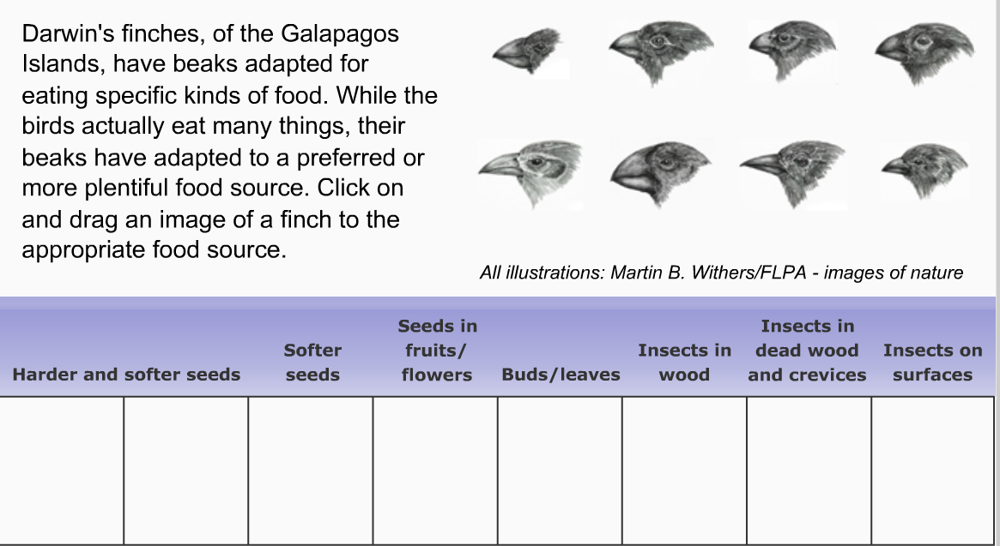 Darwin's finches, of the Galapagos
Islands, have beaks adapted for
eating specific kinds of food. While the
birds actually eat many things, their
beaks have adapted to a preferred or
more plentiful food source. Click on
and drag an image of a finch to the
appropriate food source.
All illustrations: Martin B. Withers/FLPA - images of nature
Harder and softer seeds
Softer
seeds
Seeds in
fruits/
flowers
Buds/leaves
Insects in
wood
Insects in
dead wood
and crevices
Insects on
surfaces